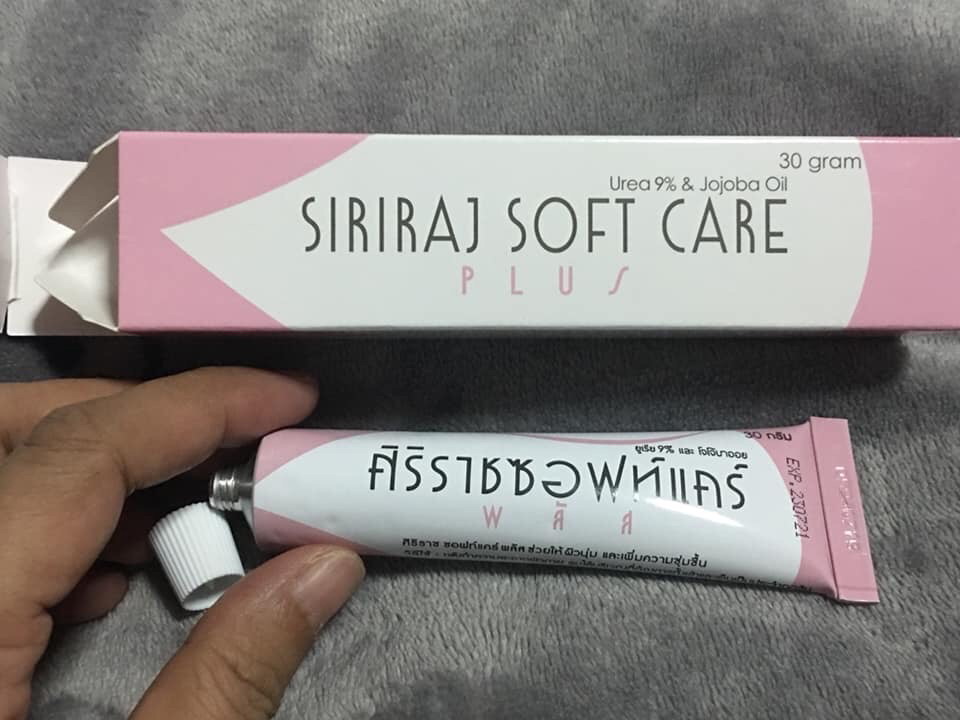 30 gram
Urea 9% & Jojoba Oil
SIRIRAJ SOFT CARE
PLUS
30 กรัม
ยูเรีย 9% และ โจโจ้บาออย
ศิริราชซอฟท์แคร์
พลัส
ศิริราช ซอฟท์แคร์ พลัส ช่วยให้ผิวนุ่ม และเพิ่มความชุ่มชื้น
EXP. 230721